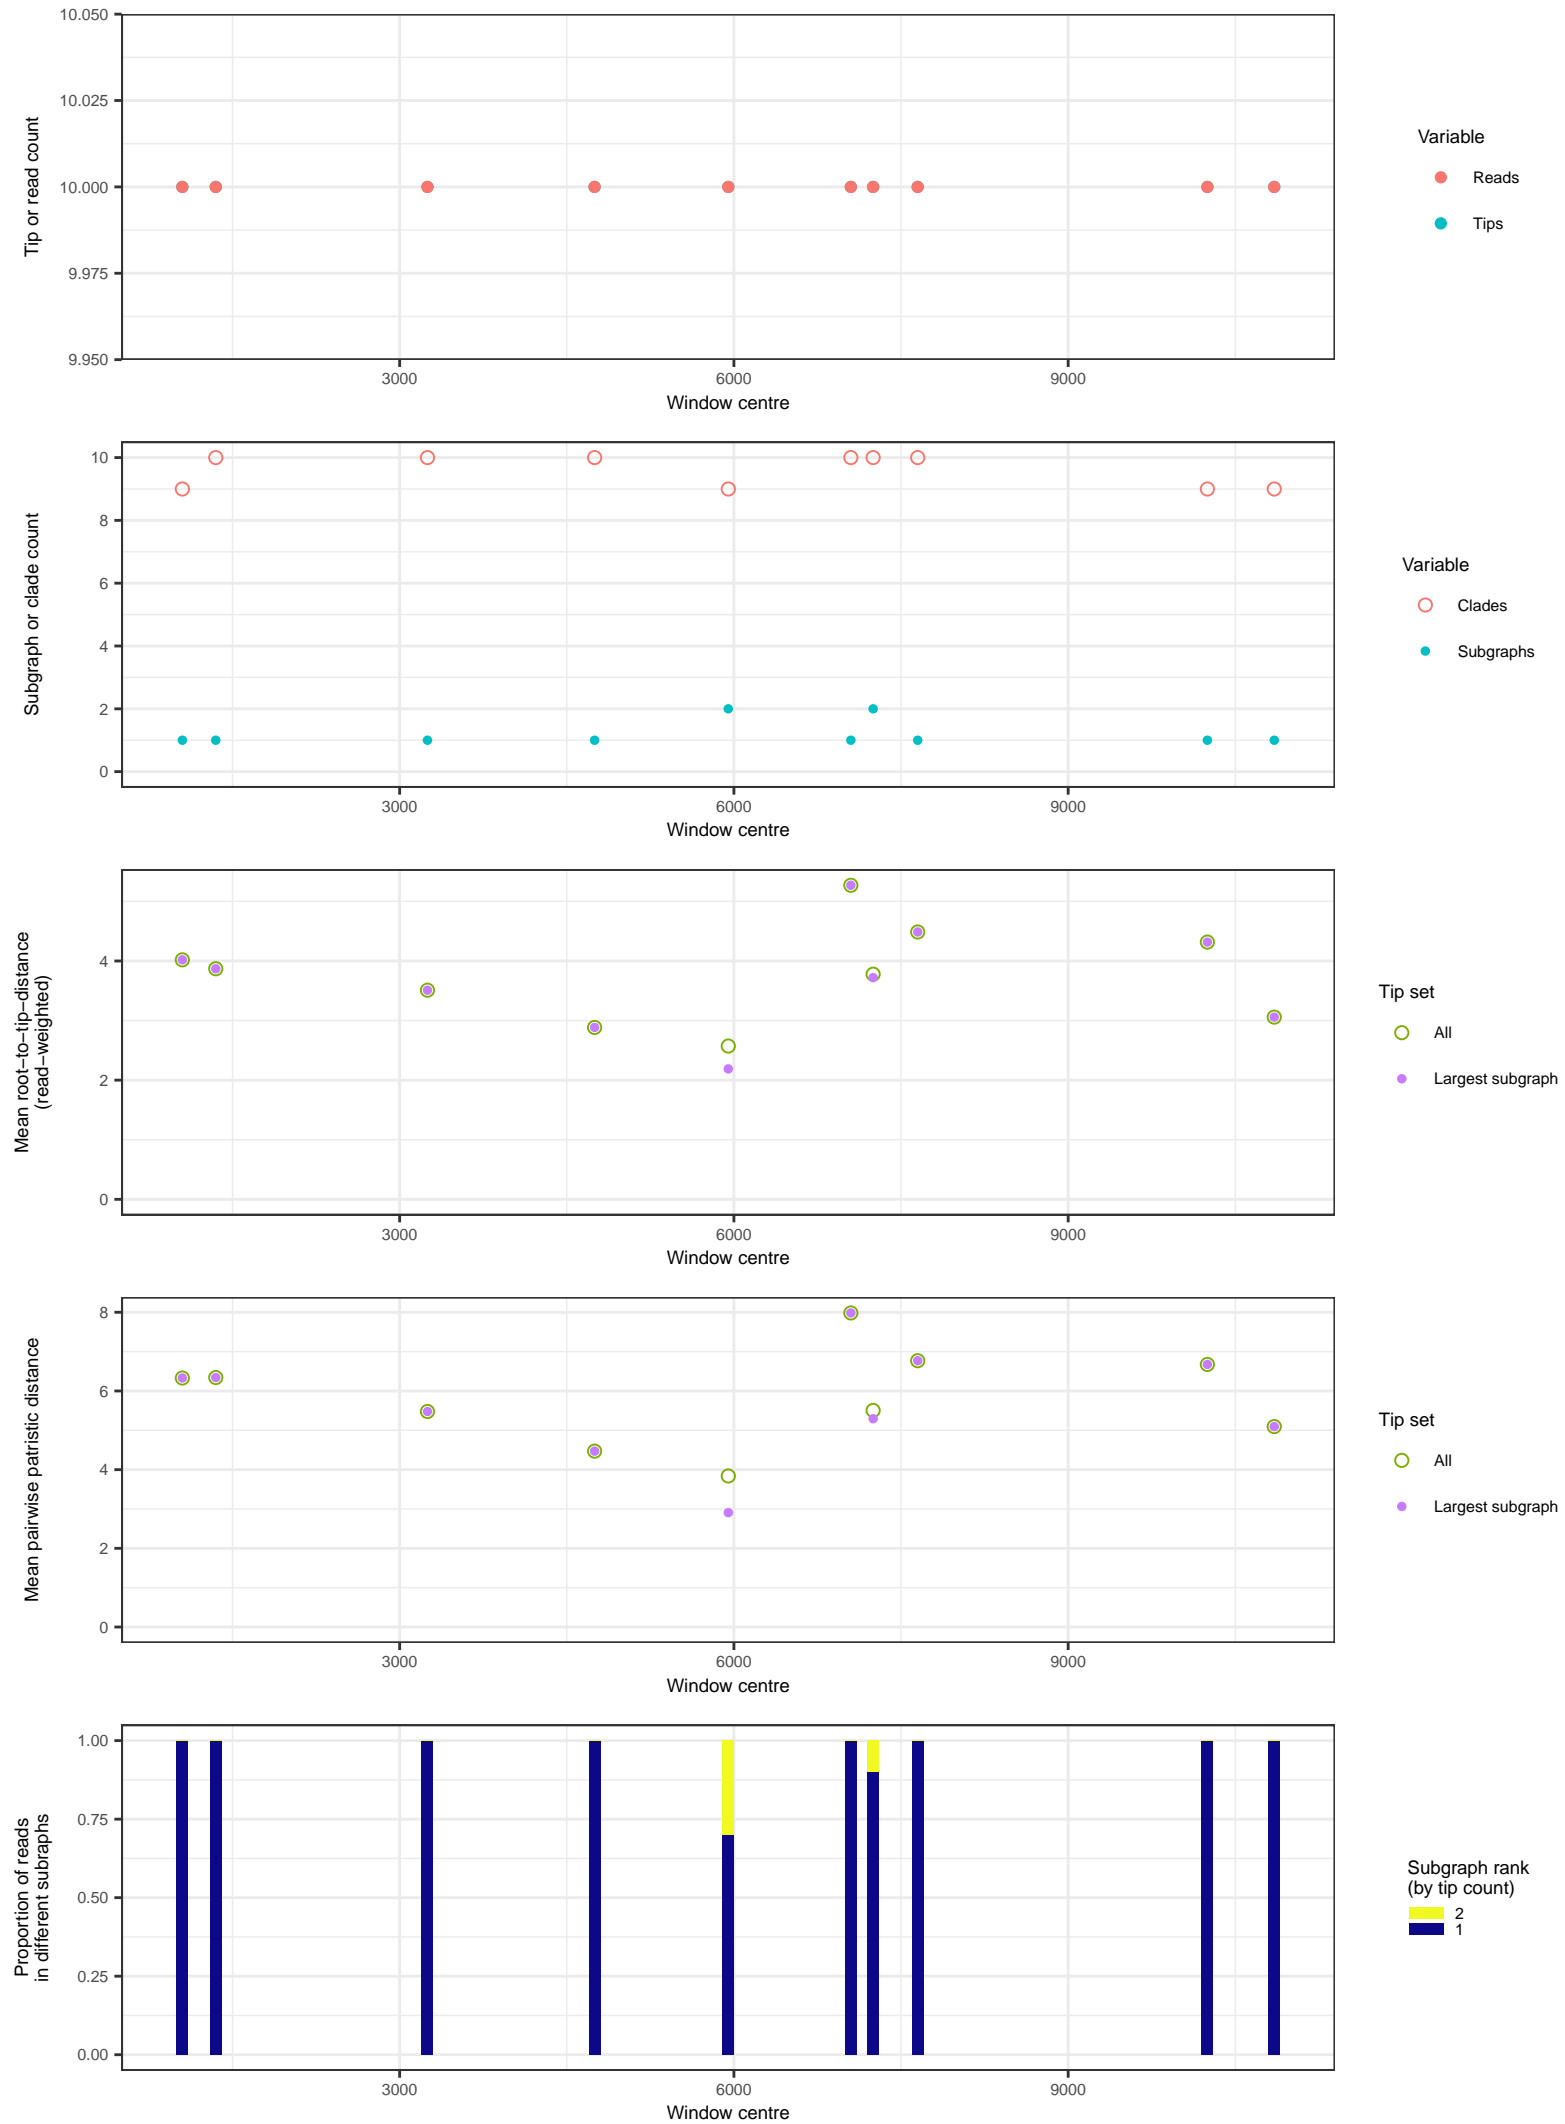 10.050
10.025
10.000
9.975
9.950
Tip or read count
3000 6000 9000
Window centre
Variable
Reads
Tips
10
8
6
4
2
0
Subgraph or clade count
3000 6000 9000
Window centre
Variable
Clades
Subgraphs
4
2
0
Mean root−to−tip−distance
(read−weighted)
3000 6000 9000
Window centre
Tip set
All
Largest subgraph
8
6
4
2
0
Mean pairwise patristic distance
3000 6000 9000
Window centre
Tip set
All
Largest subgraph
1.00
0.75
0.50
0.25
0.00
Proportion of reads
in different subraphs
3000 6000 9000
Window centre
Subgraph rank
(by tip count)
2
1